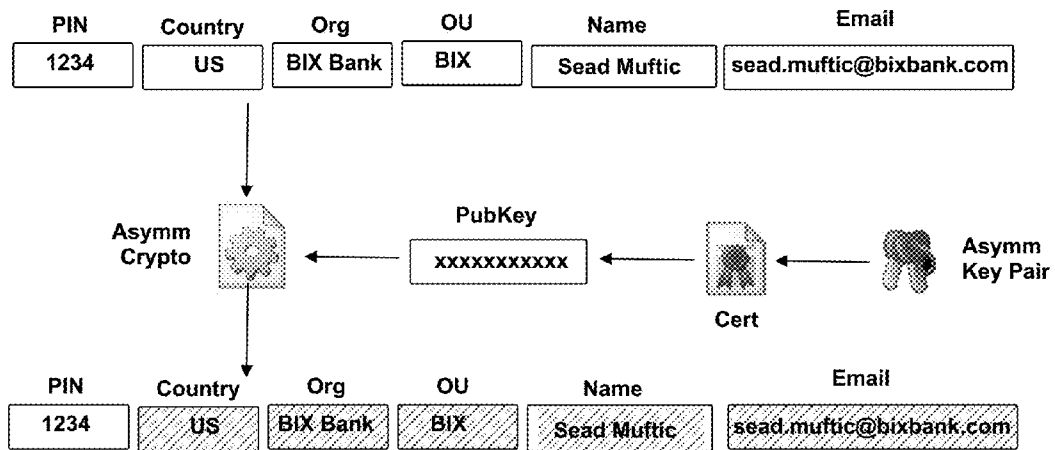 PIN Country Org OU Name Email
1234 US BIX Bank BIX Sead Muftic sead.muftic@bixbank.com
PubKey
Asymm
Crypto
xxxxxxxxxxx
Asymm
Key Pair
Cert
PIN Country Org OU Name Email
1234 US BIX Bank BIX Sead Muftic sead.muftic@bixbank.com